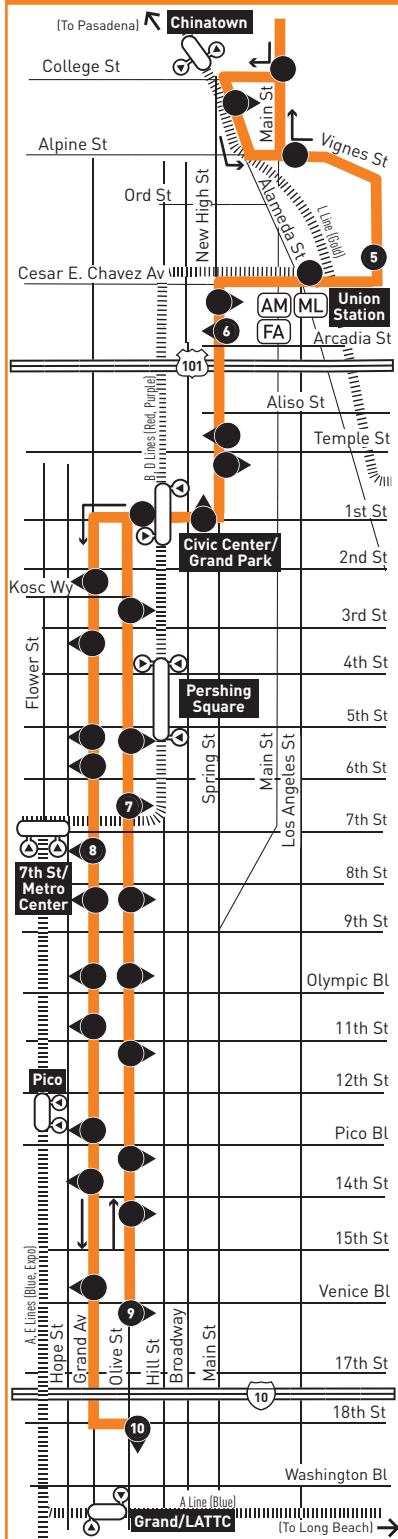 (To Pasadena)
Chinatown
College St
Main St
Alpine St
Vignes St
New High St
Ord St
Alameda St
L Line (Gold)
5
Cesar E. Chavez Av
AM
ML
Union
Station
6
FA
Arcadia St
101
B, D Lines (Red, Purple)
Aliso St
Temple St
1st St
Civic Center/
Grand Park
2nd St
Kosc Wy
3rd St
Flower St
4th St
Pershing
Square
5th St
Spring St
Main St
Los Angeles St
6th St
7
7th St
8
7th St/
Metro
Center
8th St
9th St
Olympic Bl
11th St
Pico
12th St
Pico Bl
14th St
15th St
A, E Lines (Blue, Expo)
Venice Bl
9
Hope St
Grand Av
Olive St
Hill St
Broadway
Main St
17th St
10
18th St
10
Washington Bl
A Line (Blue)
Grand/LATTC
(To Long Beach)